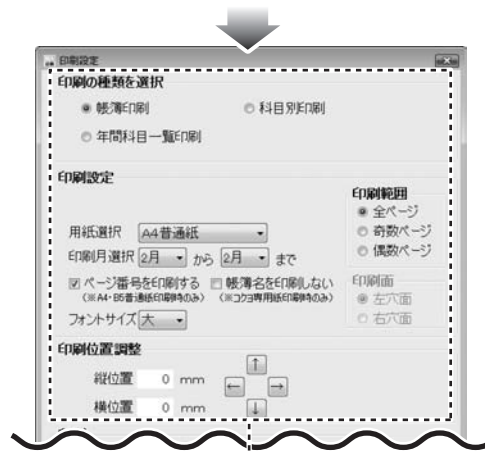 印刷設定
印刷の種類を選択
帳簿印刷
科目別印刷
年間科目一覧印刷
印刷設定
用紙選択 A4普通紙
印刷月選択 2月 から 2月 まで
ページ番号を印刷する
(※A4・B5普通紙印刷時のみ)
帳簿名を印刷しない
(※コクヨ専用紙印刷時のみ)
フォントサイズ 大
印刷範囲
全ページ
奇数ページ
偶数ページ
印刷面
左穴面
右穴面
印刷位置調整
縦位置 0 mm
横位置 0 mm
↑
← →
↓